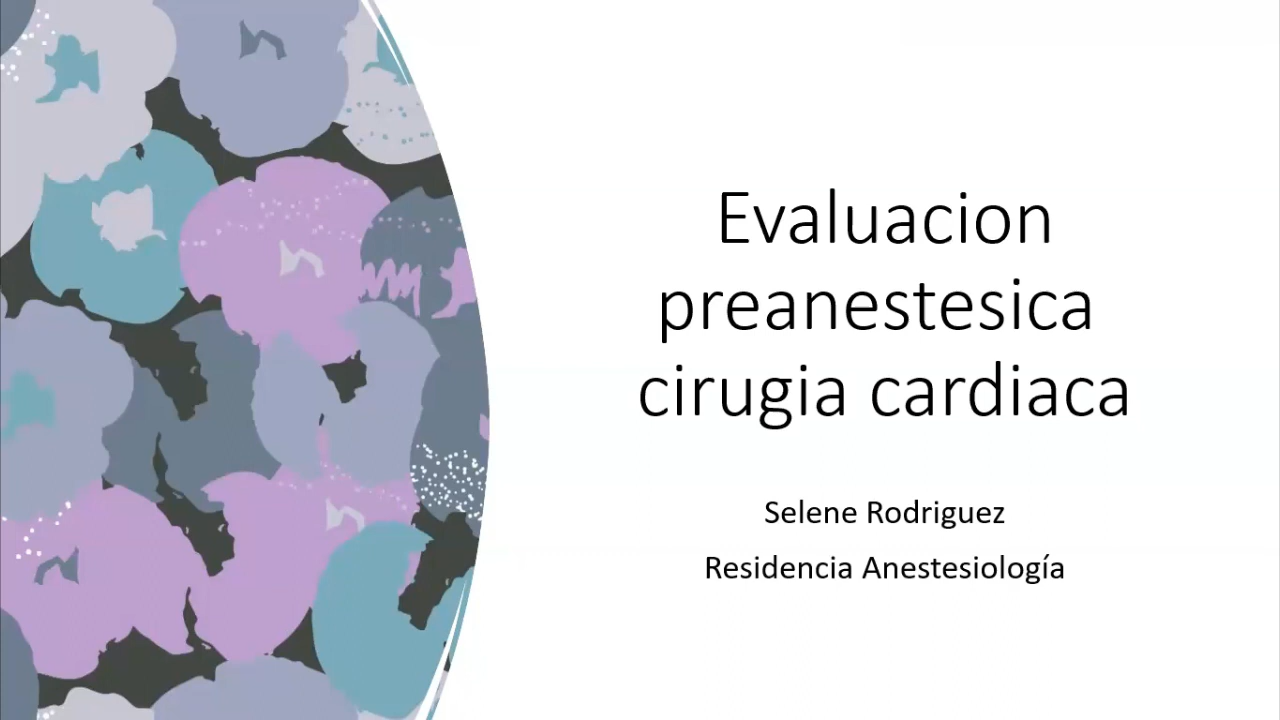 Evaluacion
preanestesica
cirugia cardiaca
Selene Rodriguez
Residencia Anestesiología